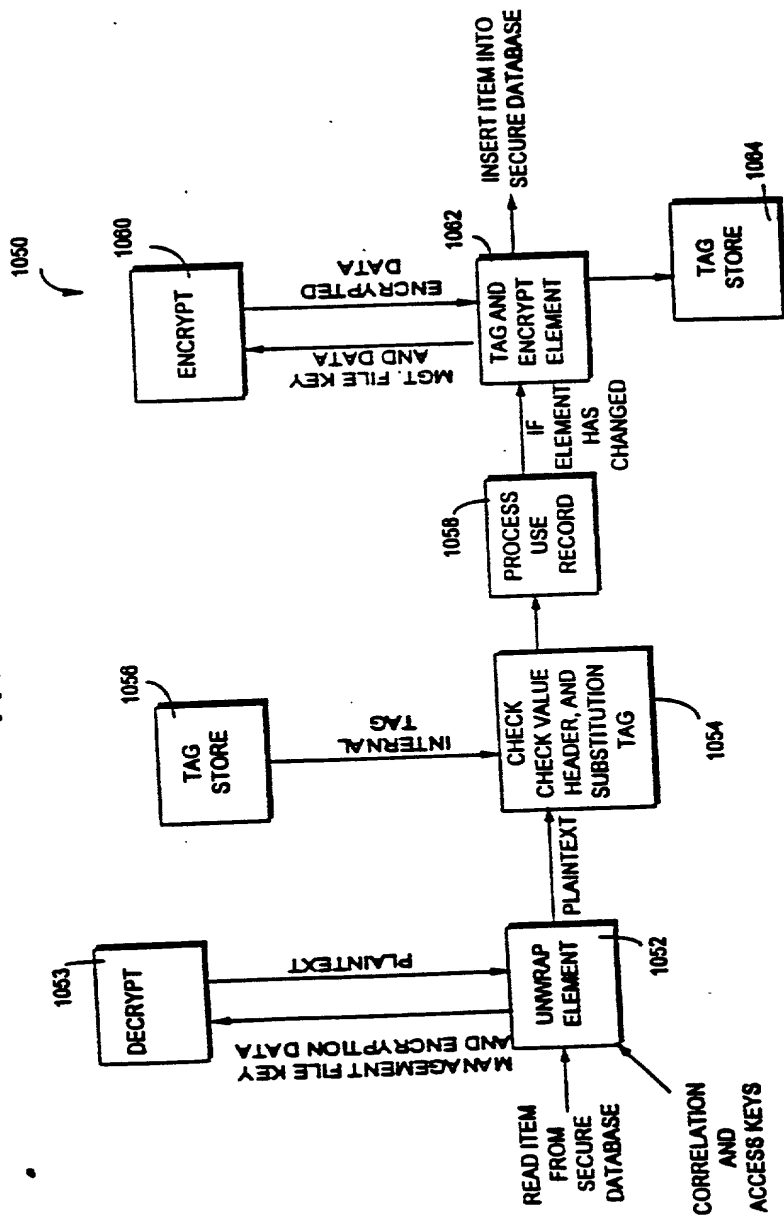 1050
1053
DECRYPT
MANAGEMENT FILE KEY
AND ENCRYPTION DATA
PLAINTEXT
READ ITEM
FROM
SECURE
DATABASE
UNWRAP
ELEMENT
1052
CORRELATION
AND
ACCESS KEYS
PLAINTEXT
1056
TAG
STORE
INTERNAL
TAG
CHECK
CHECK VALUE
HEADER, AND
SUBSTITUTION
TAG
1054
1058
PROCESS
USE
RECORD
IF
ELEMENT
HAS
CHANGED
1060
ENCRYPT
MGT. FILE KEY
AND DATA
ENCRYPTED
DATA
1062
TAG AND
ENCRYPT
ELEMENT
INSERT ITEM INTO
SECURE DATABASE
TAG
STORE
1064